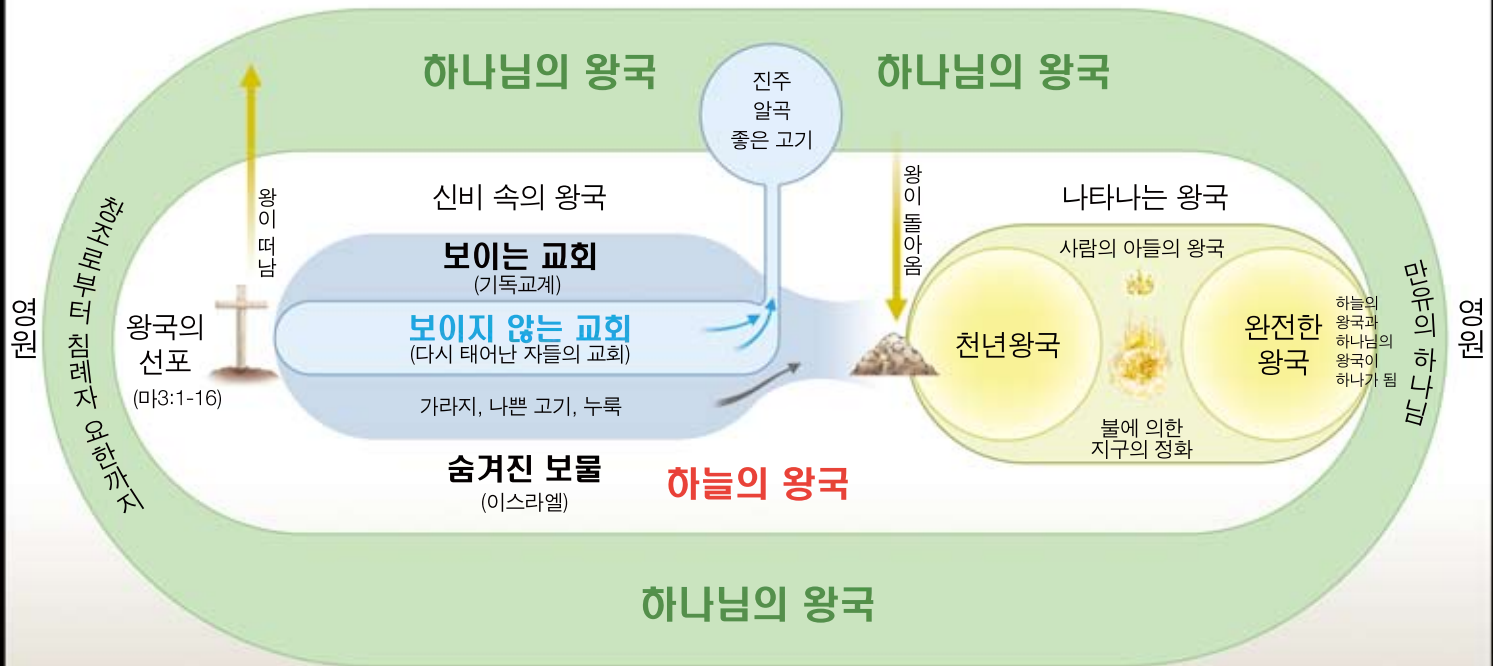 하나님의 왕국
하나님의 왕국
진주
알곡
좋은 고기
영원
창조로부터 침례자 요한까지
왕이 떠남
왕국의
선포
(마3:1-16)
신비 속의 왕국
보이는 교회
(기독교계)
보이지 않는 교회
(다시 태어난 자들의 교회)
가라지, 나쁜 고기, 누룩
숨겨진 보물
(이스라엘)
하늘의 왕국
왕이 돌아옴
나타나는 왕국
사람의 아들의 왕국
천년왕국
불에 의한
지구의 정화
완전한
왕국
하늘의
왕국과
하나님의
왕국이
하나가 됨
만유의 하나님
영원
하나님의 왕국